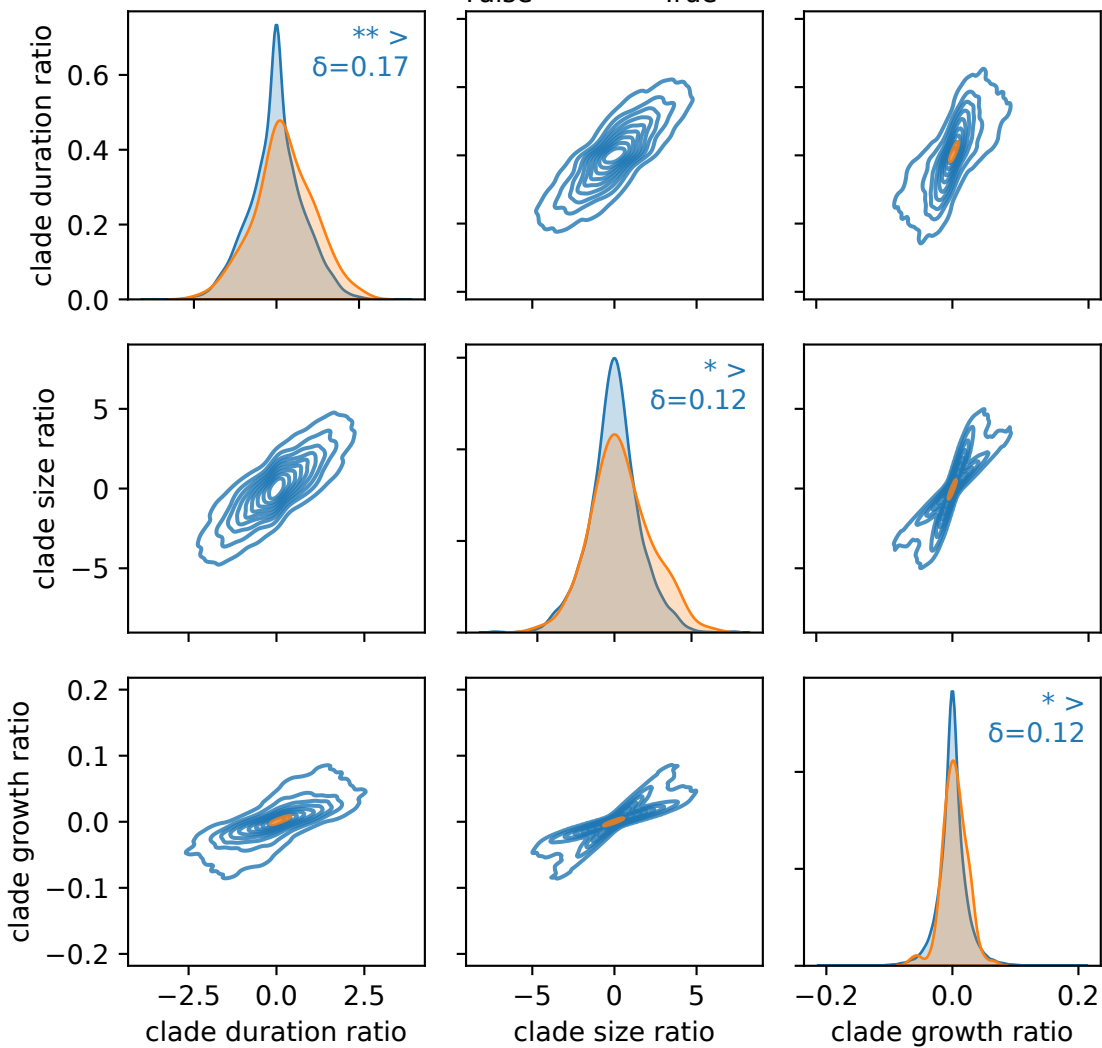 clade duration ratio
0.6
0.4
0.2
0.0
** >
δ=0.17
clade size ratio
5
0
−5
* >
δ=0.12
clade growth ratio
0.2
0.1
0.0
−0.1
−0.2
* >
δ=0.12
−2.5 0.0 2.5
−5 0 5
−0.2 0.0 0.2
clade duration ratio
clade size ratio
clade growth ratio